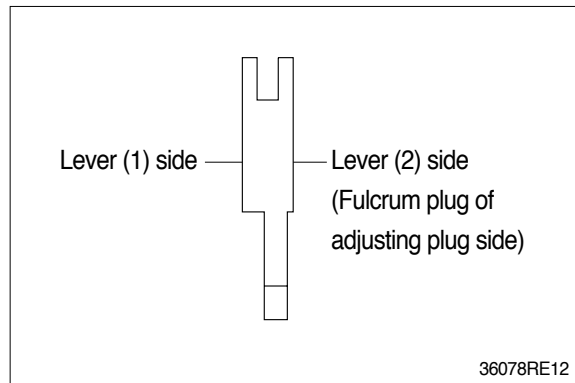 Lever (1) side
Lever (2) side
(Fulcrum plug of
adjusting plug side)
36078RE12